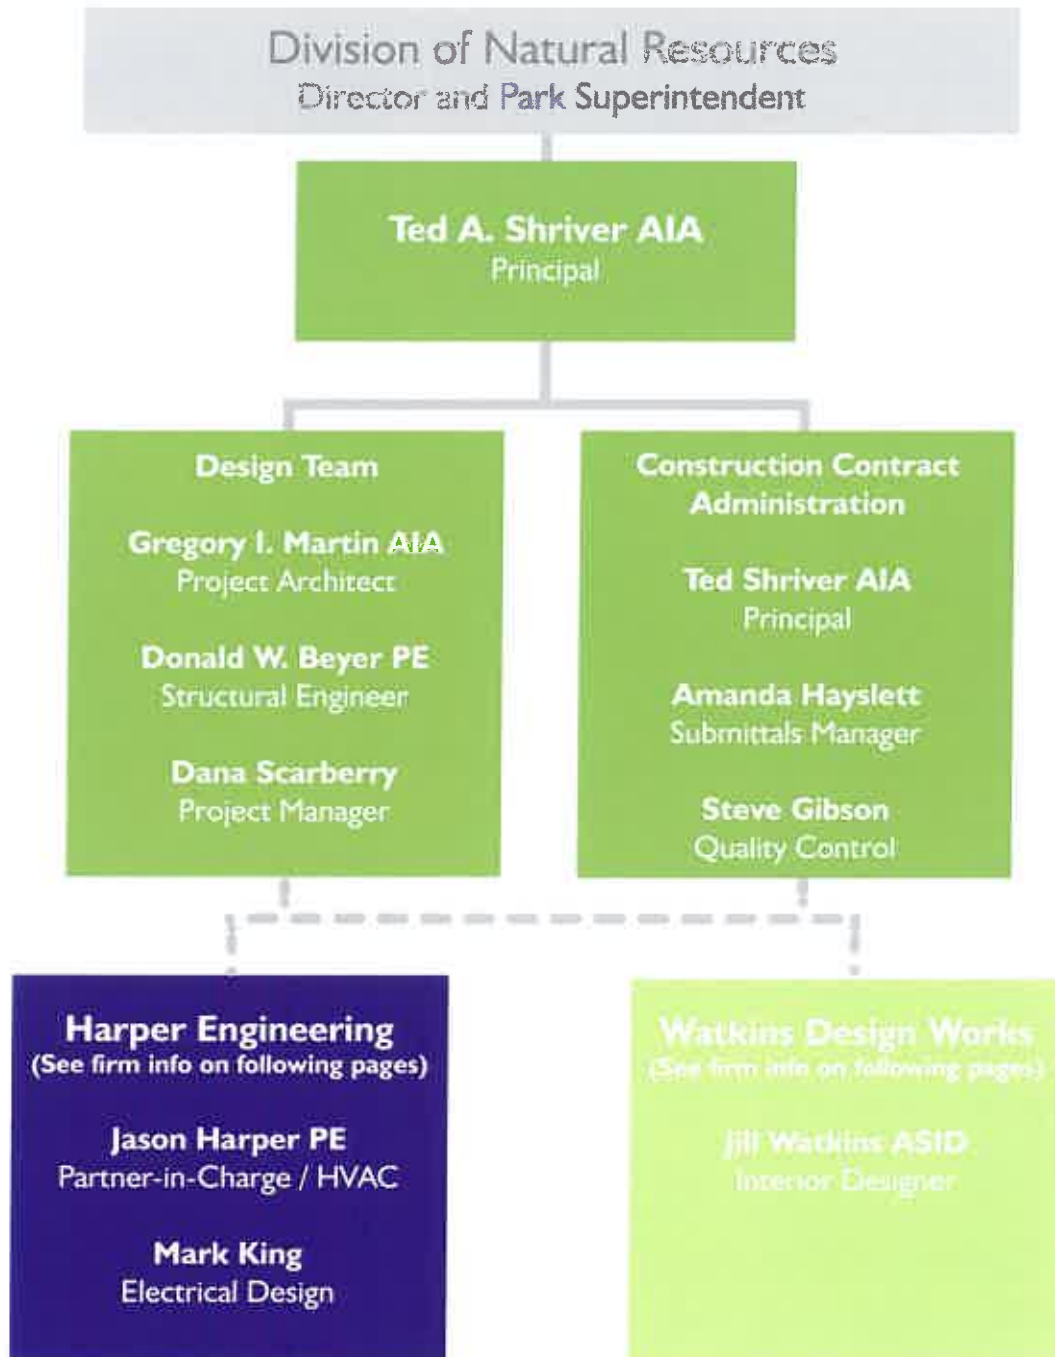 Division of Natural Resources
Director and Park Superintendent
Ted A. Shriver AIA
Principal
Design Team
Gregory I. Martin AIA
Project Architect
Donald W. Beyer PE
Structural Engineer
Dana Scarberry
Project Manager
Construction Contract
Administration
Ted Shriver AIA
Principal
Amanda Hayslett
Submittals Manager
Steve Gibson
Quality Control
Harper Engineering
(See firm info on following pages)
Jason Harper PE
Partner-in-Charge / HVAC
Mark King
Electrical Design
Watkins Design Works
(See firm info on following pages)
Jill Watkins ASID
Interior Designer